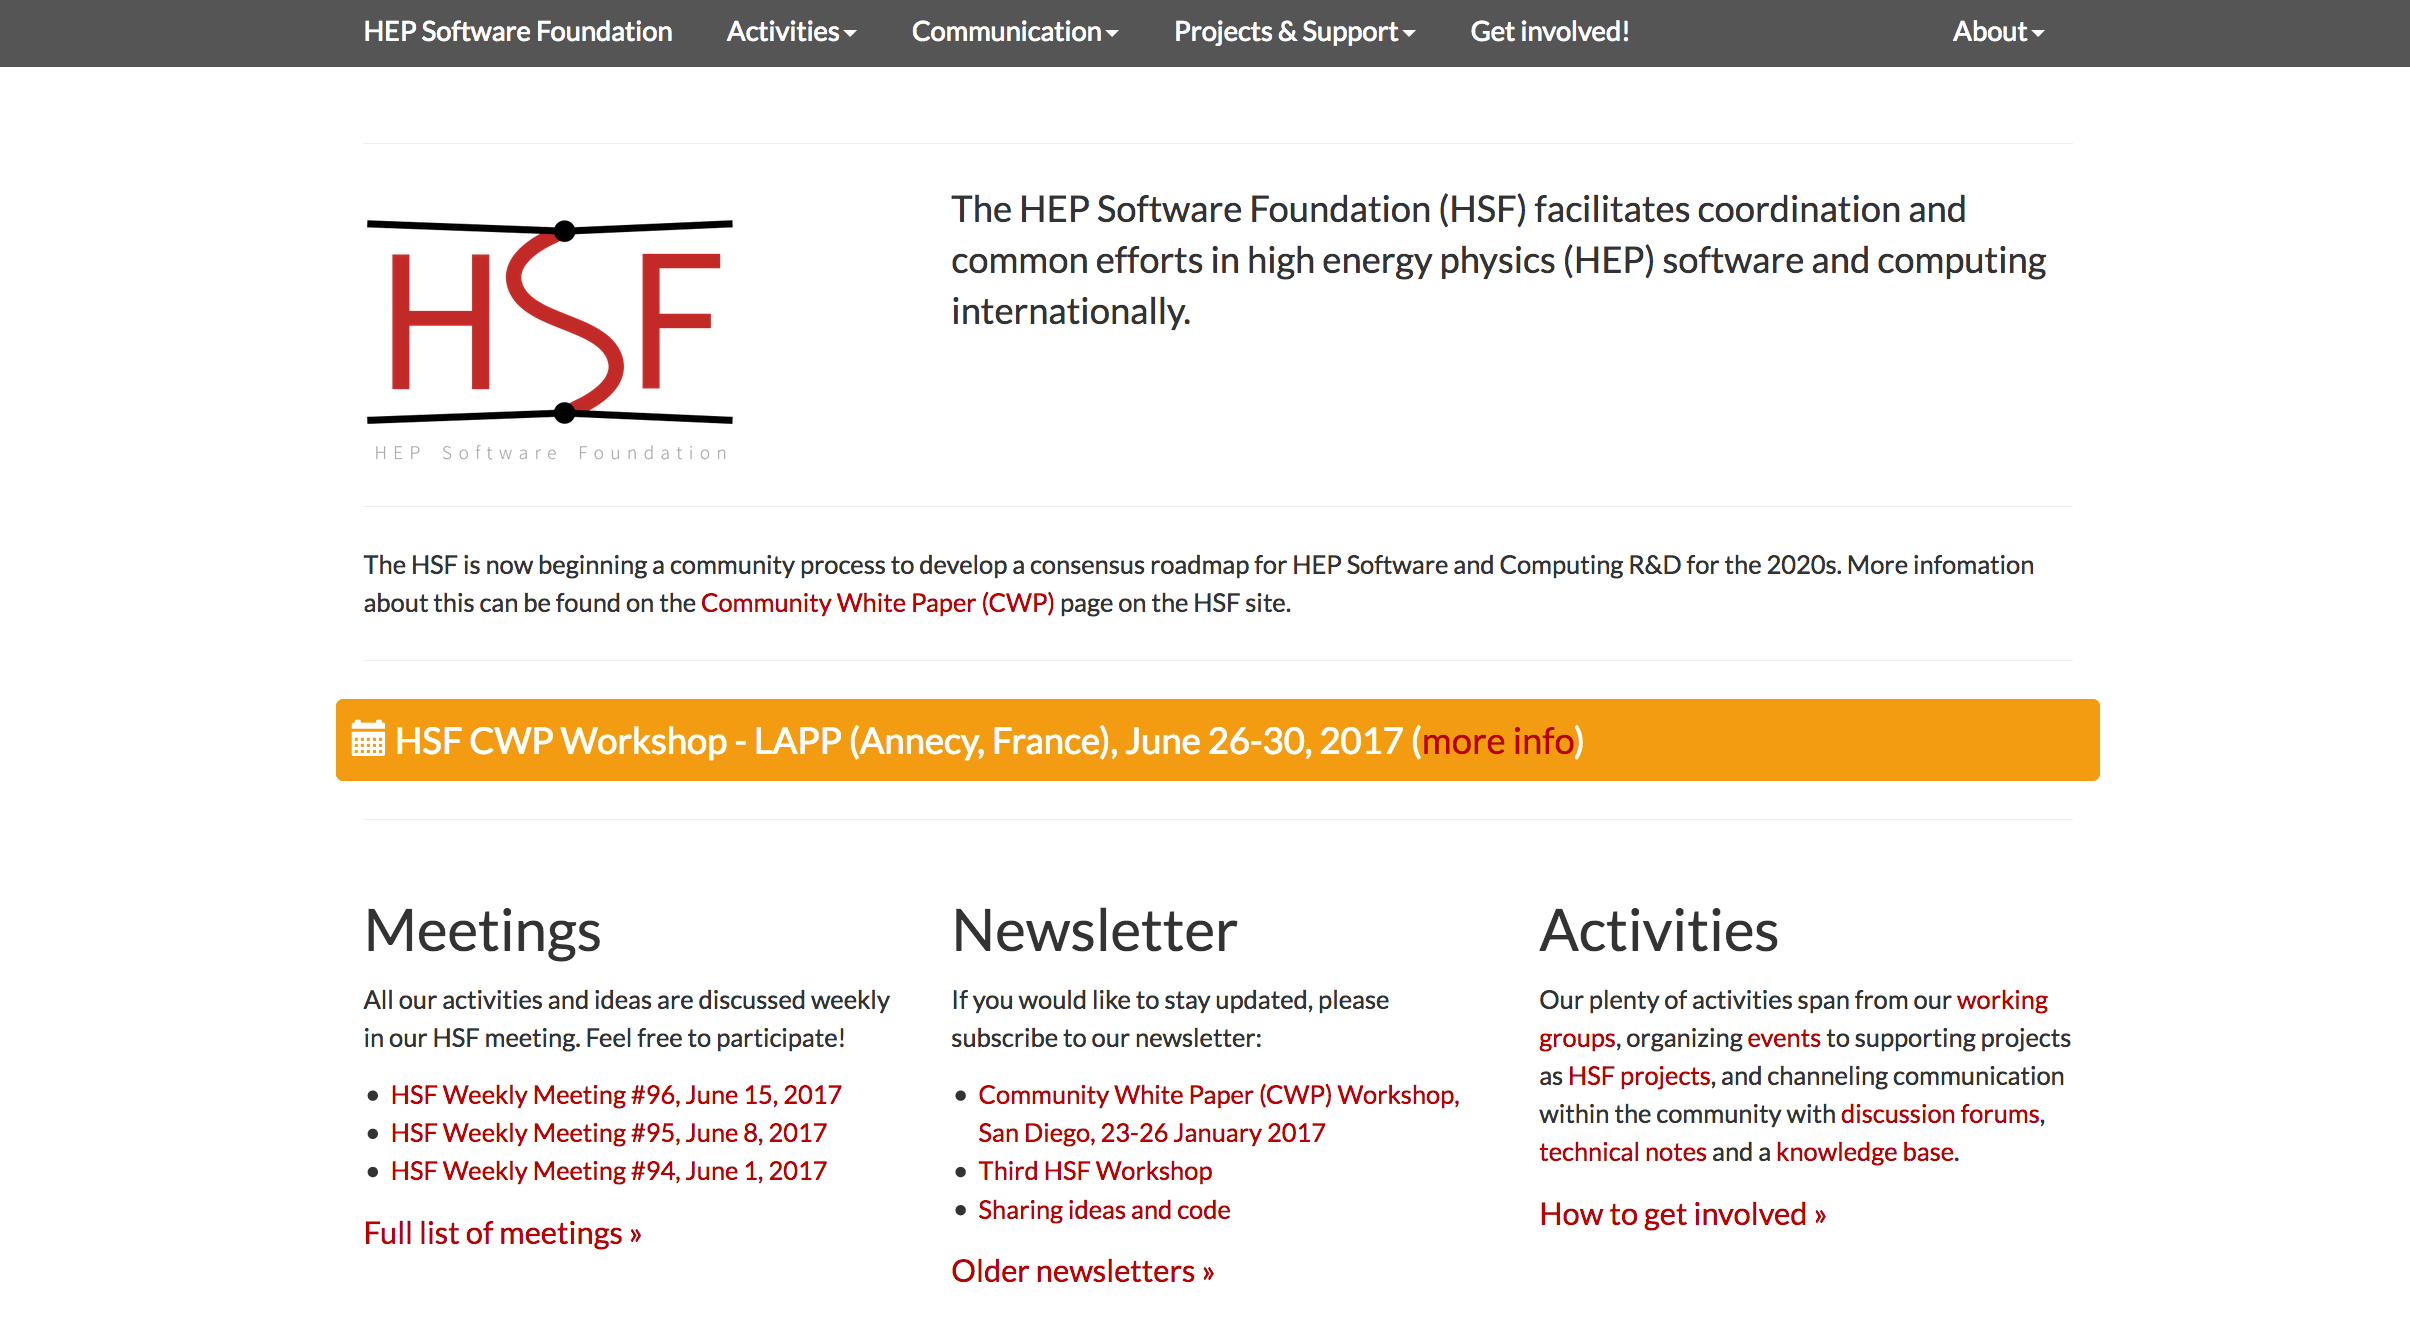 HEP Software Foundation Activities Communication Projects & Support Get involved! About
HSF
HEP Software Foundation
The HEP Software Foundation (HSF) facilitates coordination and
common efforts in high energy physics (HEP) software and computing
internationally.
The HSF is now beginning a community process to develop a consensus roadmap for HEP Software and Computing R&D for the 2020s. More infomation
about this can be found on the Community White Paper (CWP) page on the HSF site.
HSF CWP Workshop - LAPP (Annecy, France), June 26-30, 2017 (more info)
Meetings
All our activities and ideas are discussed weekly
in our HSF meeting. Feel free to participate!
• HSF Weekly Meeting #96, June 15, 2017
• HSF Weekly Meeting #95, June 8, 2017
• HSF Weekly Meeting #94, June 1, 2017
Full list of meetings »
Newsletter
If you would like to stay updated, please
subscribe to our newsletter:
• Community White Paper (CWP) Workshop,
San Diego, 23-26 January 2017
• Third HSF Workshop
• Sharing ideas and code
Older newsletters »
Activities
Our plenty of activities span from our working
groups, organizing events to supporting projects
as HSF projects, and channeling communication
within the community with discussion forums,
technical notes and a knowledge base.
How to get involved »